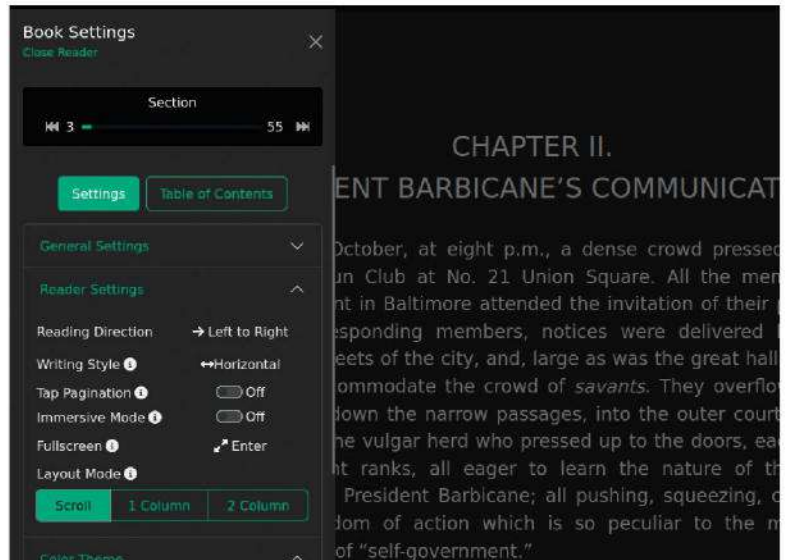 Book Settings
Close Reader
Section
3 55
Settings Table of Contents
General Settings
Reader Settings
Reading Direction → Left to Right
Writing Style ↔Horizontal
Tap Pagination Off
Immersive Mode Off
Fullscreen Enter
Layout Mode
Scroll 1 Column 2 Column
Color Theme
CHAPTER II.
ENT BARBICANE’S COMMUNICAT
October, at eight p.m., a dense crowd pressed
un Club at No. 21 Union Square. All the mem
nt in Baltimore attended the invitation of their
esponding members, notices were delivered
eets of the city, and, large as was the great hall
ommodate the crowd of savants. They overflo
down the narrow passages, into the outer court
he vulgar herd who pressed up to the doors, ea
nt ranks, all eager to learn the nature of th
President Barbicane; all pushing, squeezing, c
dom of action which is so peculiar to the m
of “self-government.”